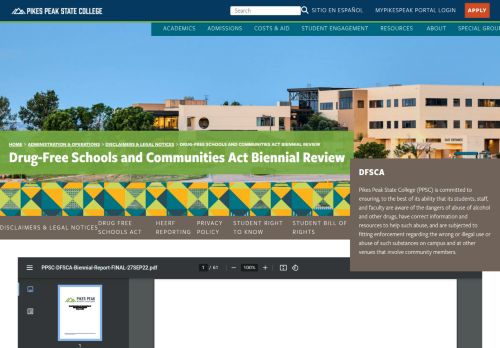 PIKES PEAK STATE COLLEGE
Search
SITIO EN ESPAÑOL
MYPIKESPEAK PORTAL LOGIN
APPLY
ACADEMICS ADMISSIONS COSTS & AID STUDENT ENGAGEMENT RESOURCES ABOUT SPECIAL GROU
HOME > ADMINISTRATION & OPERATIONS > DISCLAIMERS & LEGAL NOTICES > DRUG-FREE SCHOOLS AND COMMUNITIES ACT BIENNIAL REVIEW
Drug-Free Schools and Communities Act Biennial Review
DFSCA
Pikes Peak State College (PPSC) is committed to
ensuring, to the best of its ability that its students, staff,
and faculty are aware of the dangers of abuse of alcohol
and other drugs, have correct information and
resources to help such abuse, and are subjected to
fitting enforcement regarding the wrong or illegal use or
abuse of such substances on campus and at other
venues that involve community members.
DISCLAIMERS & LEGAL NOTICES
DRUG FREE
SCHOOLS ACT
HEERF
REPORTING
PRIVACY
POLICY
STUDENT RIGHT
TO KNOW
STUDENT BILL OF
RIGHTS
PPSC-DFSCA-Biennial-Report-FINAL-27SEP22.pdf
1 / 61
100%
PIKES PEAK
1